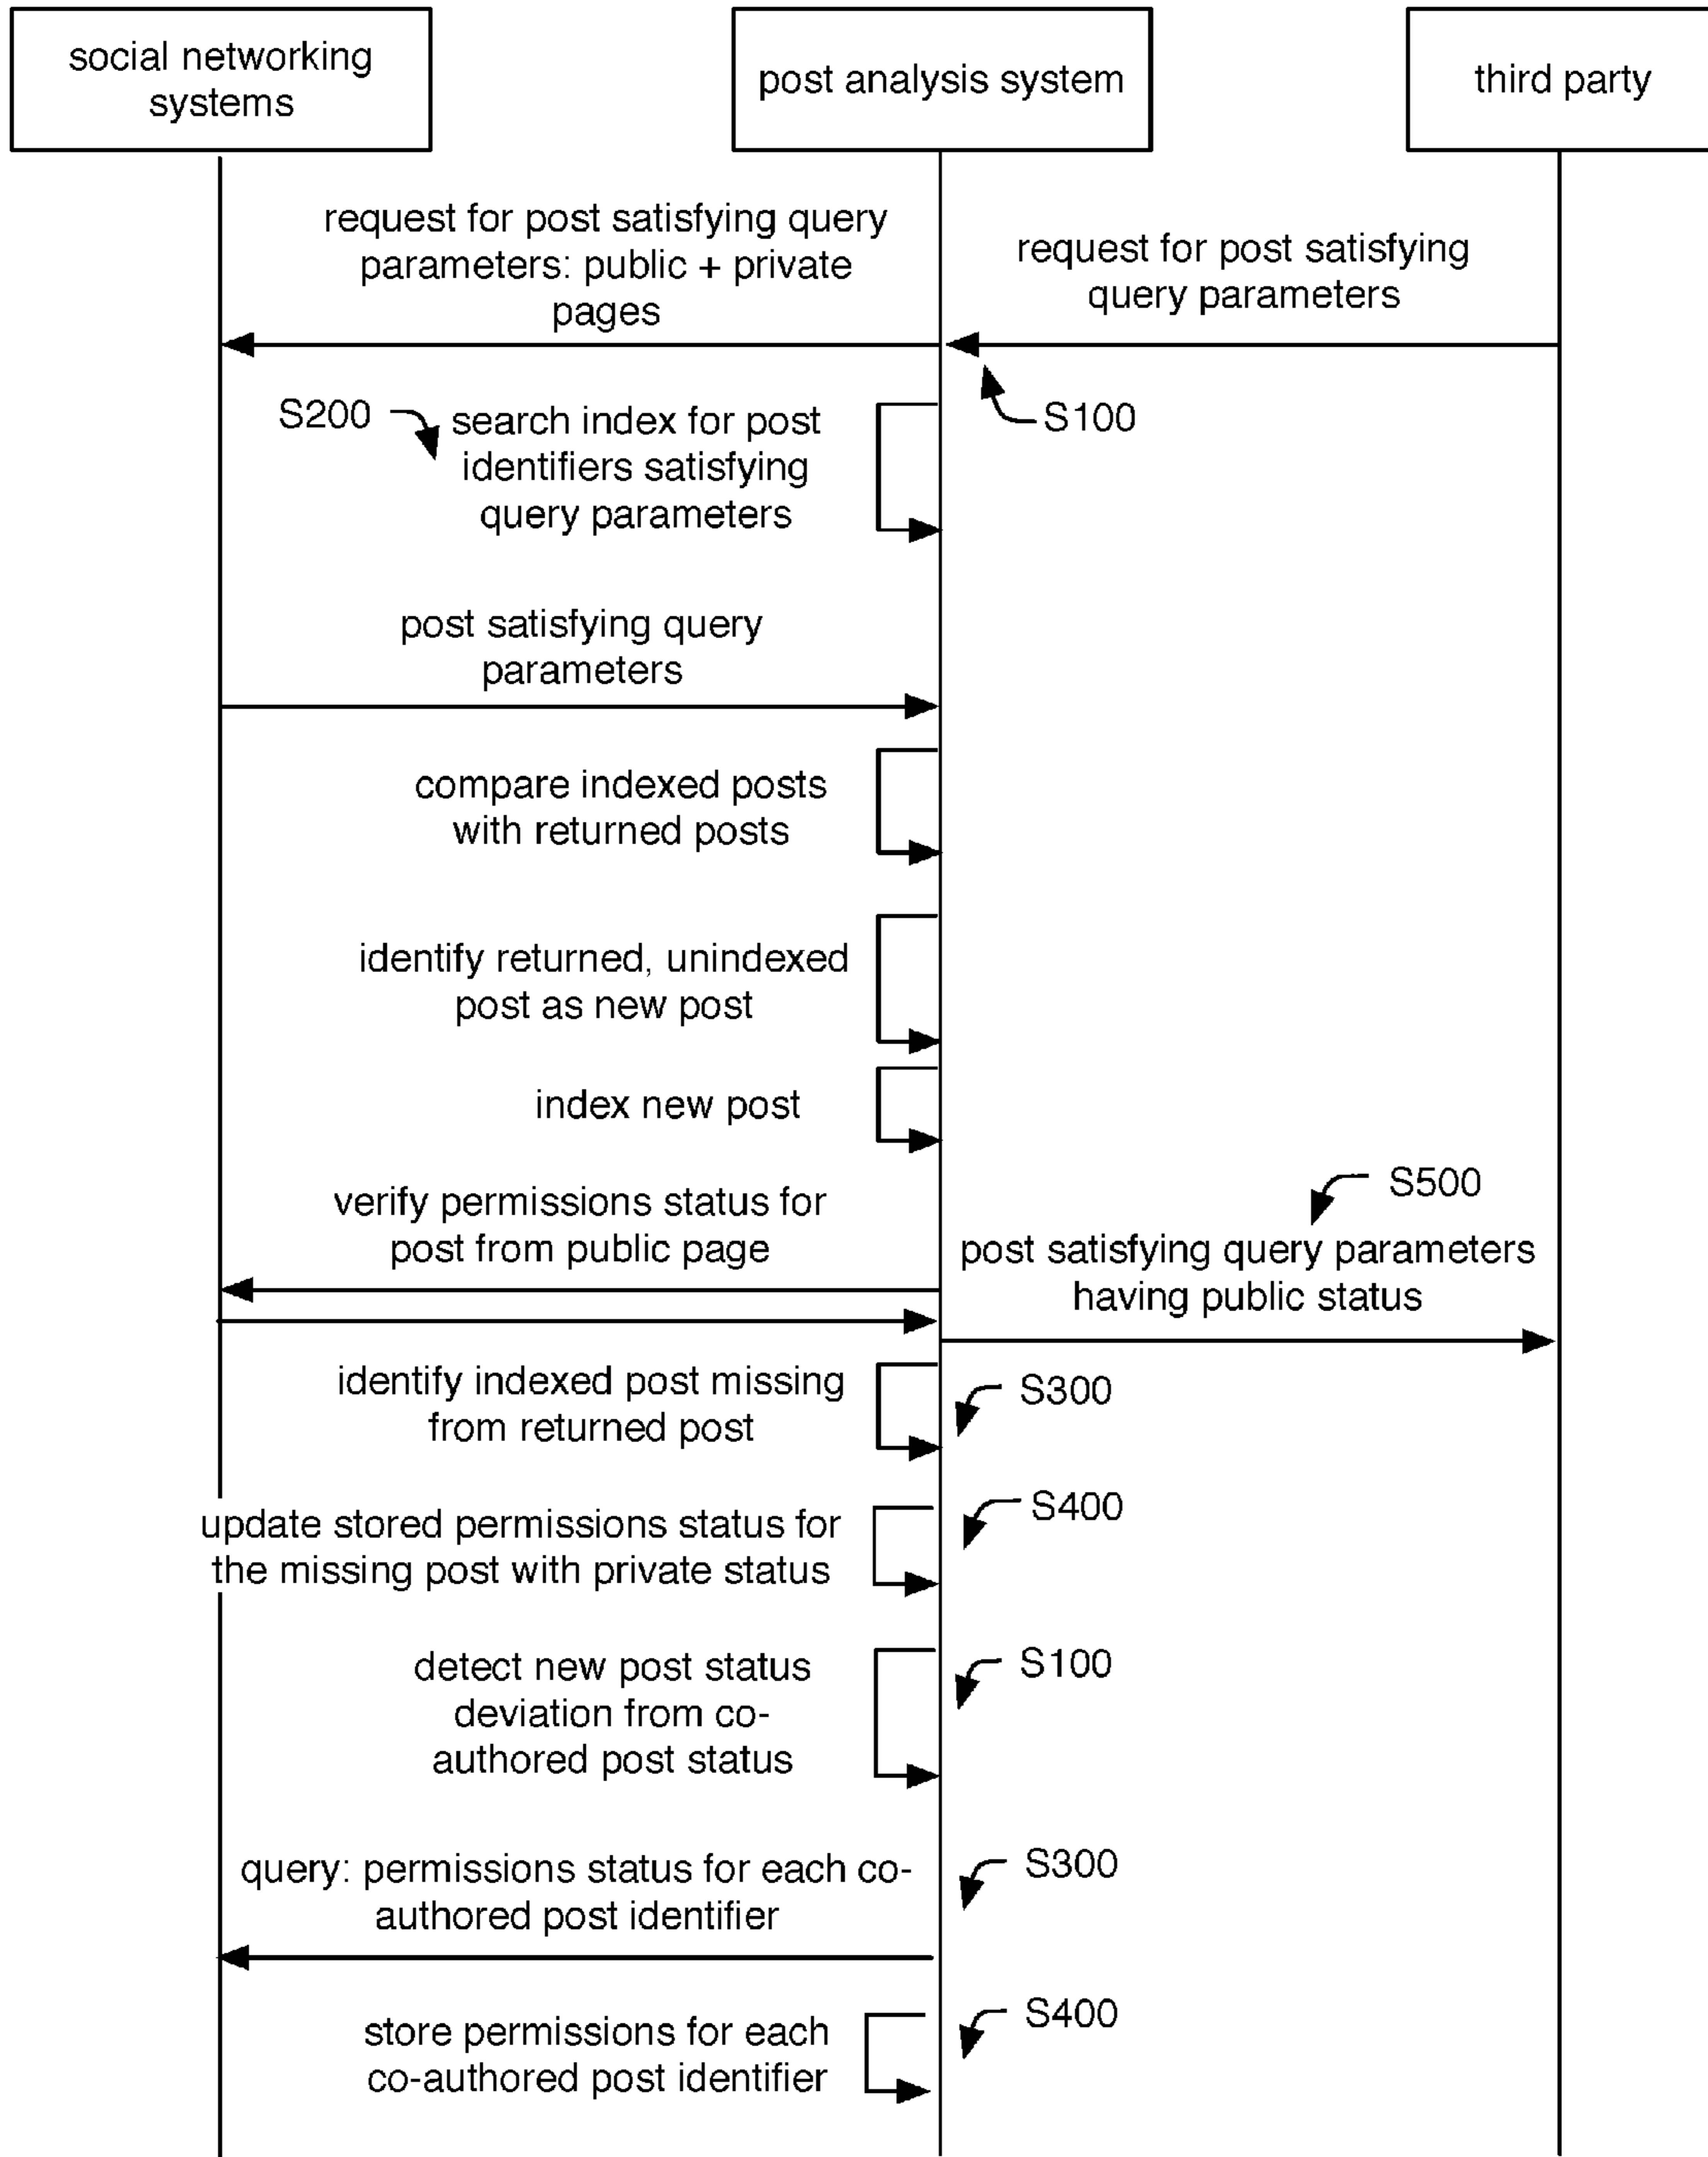 social networking
systems
post analysis system
third party
request for post satisfying query
parameters: public + private
pages
request for post satisfying
query parameters
S100
S200
search index for post
identifiers satisfying
query parameters
post satisfying query
parameters
compare indexed posts
with returned posts
identify returned, unindexed
post as new post
index new post
verify permissions status for
post from public page
S500
post satisfying query parameters
having public status
identify indexed post missing
from returned post
S300
update stored permissions status for
the missing post with private status
S400
detect new post status
deviation from co-
authored post status
S100
query: permissions status for each co-
authored post identifier
S300
store permissions for each
co-authored post identifier
S400